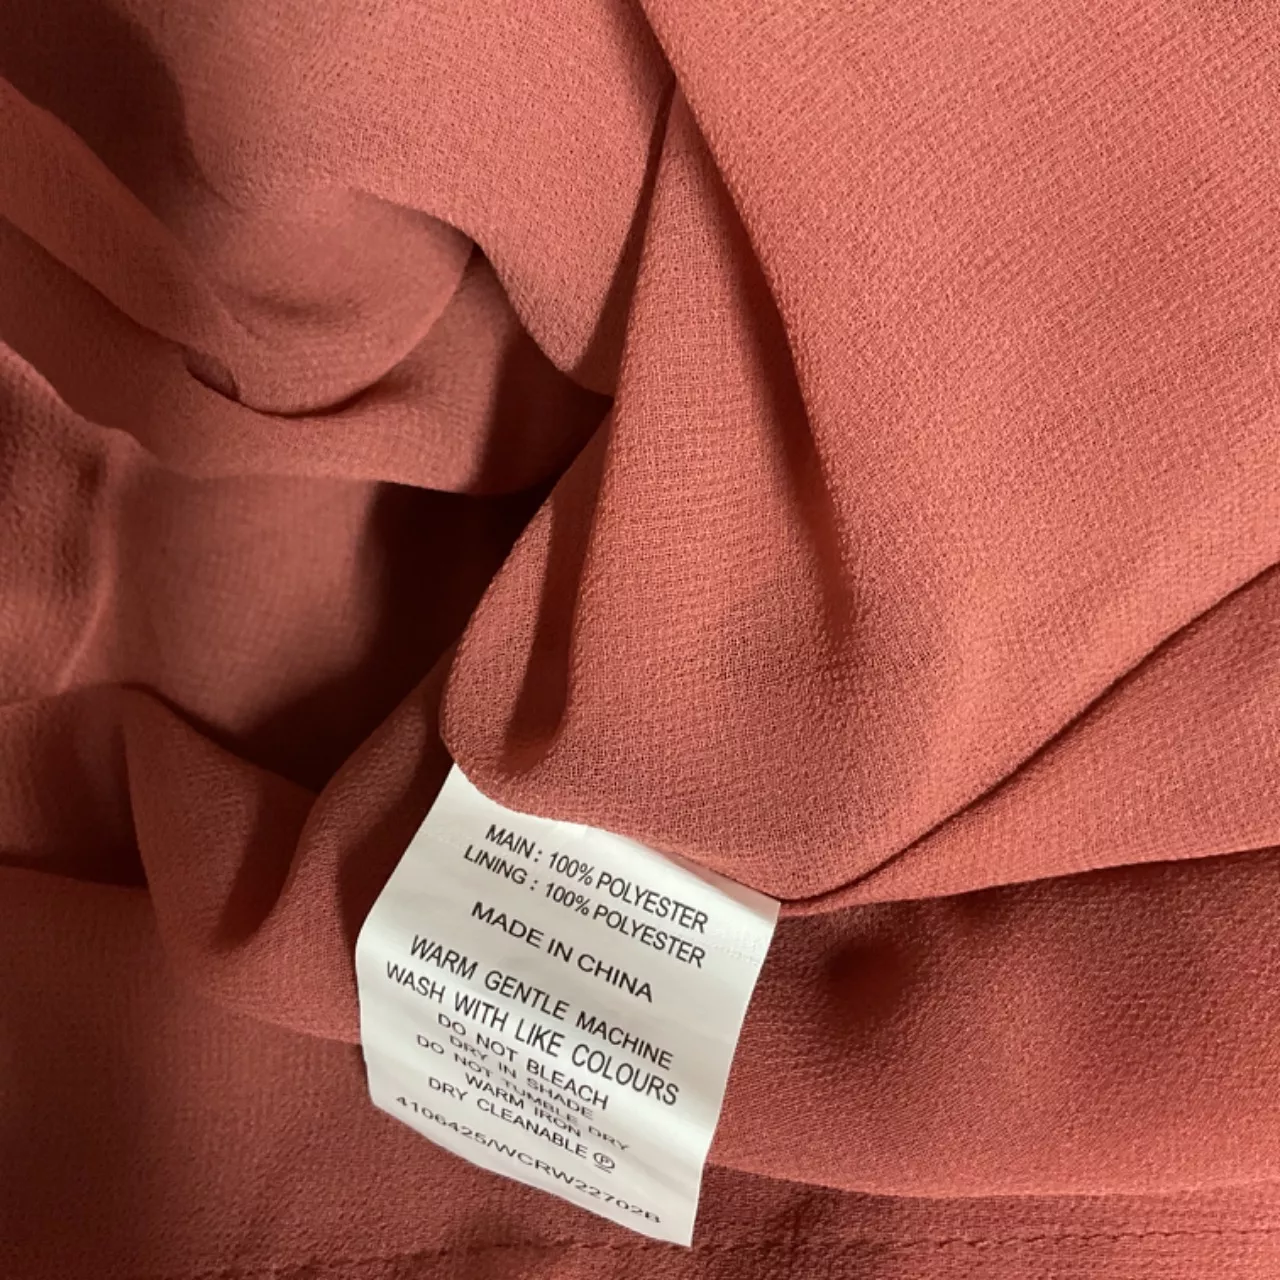 MAIN : 100% POLYESTER
LINING : 100% POLYESTER
MADE IN CHINA
WARM GENTLE MACHINE
WASH WITH LIKE COLOURS
DO NOT BLEACH
DRY IN SHADE
DO NOT TUMBLE DRY
WARM IRON
DRY CLEANABLE Ⓟ
4106425/WCRW22702B